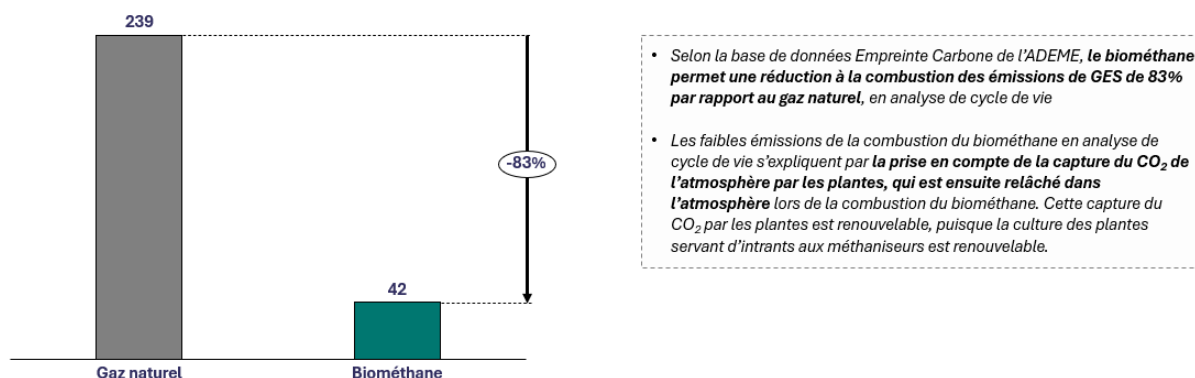 239
42
-83%
Gaz naturel
Biométhane
• Selon la base de données Empreinte Carbone de l’ADEME, le biométhane
permet une réduction à la combustion des émissions de GES de 83%
par rapport au gaz naturel, en analyse de cycle de vie
• Les faibles émissions de la combustion du biométhane en analyse de
cycle de vie s’expliquent par la prise en compte de la capture du CO₂ de
l’atmosphère par les plantes, qui est ensuite relâché dans
l’atmosphère lors de la combustion du biométhane. Cette capture du
CO₂ par les plantes est renouvelable, puisque la culture des plantes
servant d’intrants aux méthaniseurs est renouvelable.